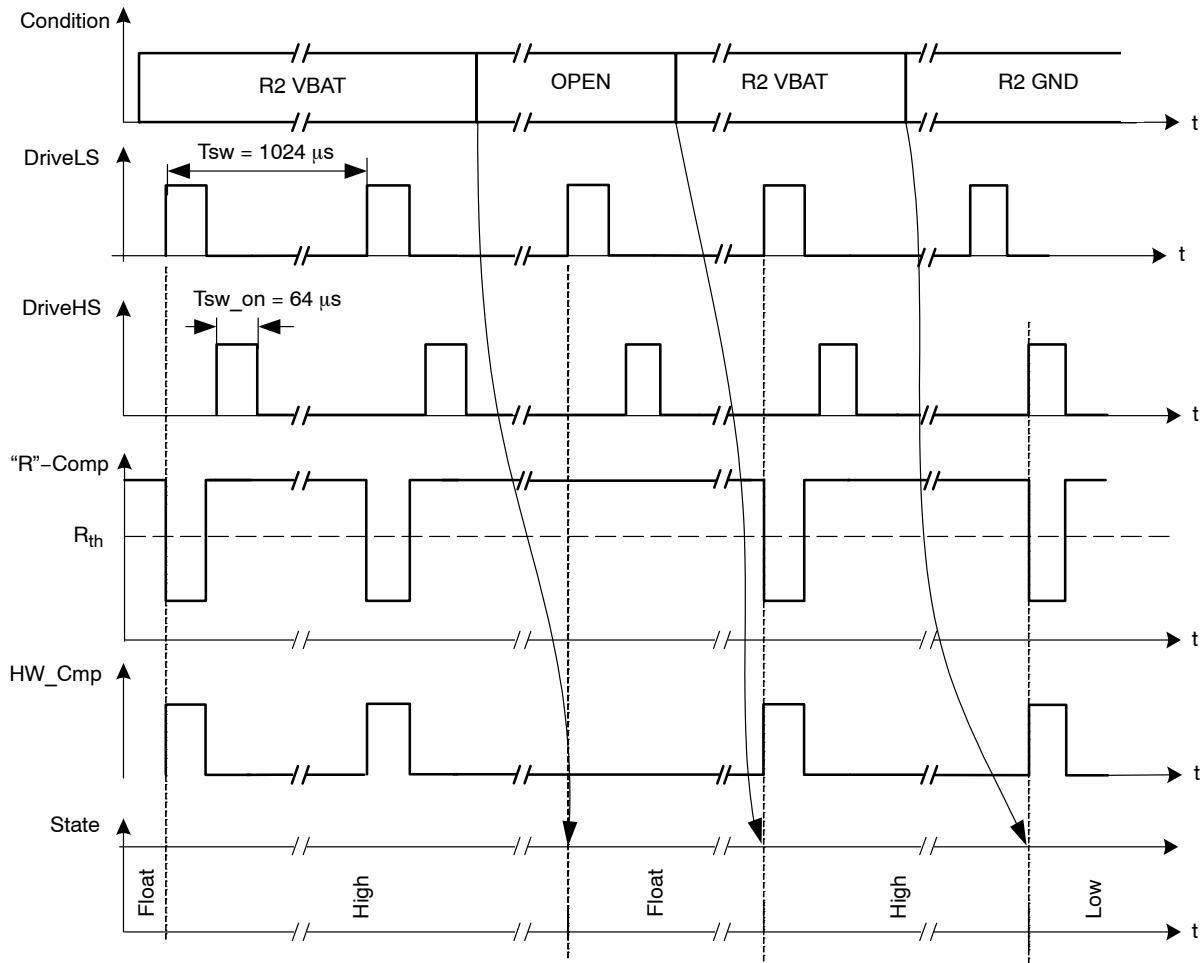 Condition
R2 VBAT
OPEN
R2 VBAT
R2 GND
t
DriveLS
Tsw = 1024 μs
t
DriveHS
Tsw_on = 64 μs
t
“R”−Comp
Rth
t
HW_Cmp
t
State
Float
High
Float
High
Low
t